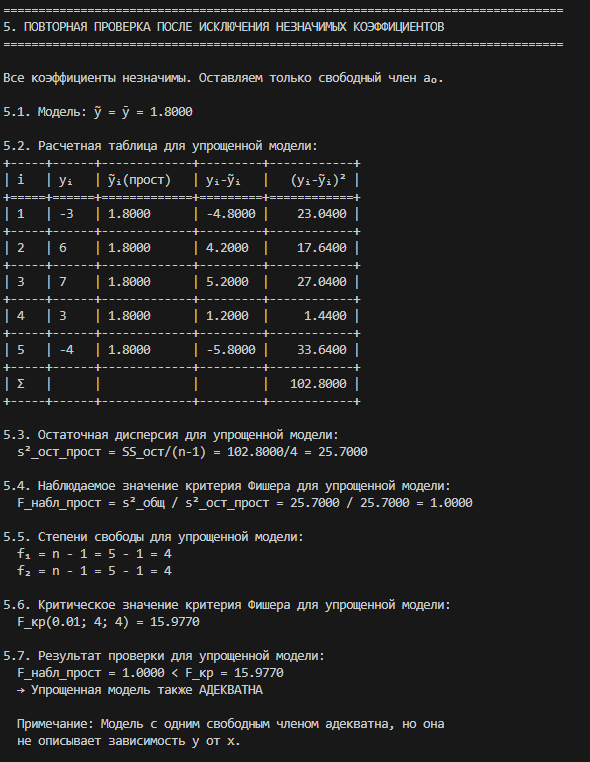 ================================================================================
5. ПОВТОРНАЯ ПРОВЕРКА ПОСЛЕ ИСКЛЮЧЕНИЯ НЕЗНАЧИМЫХ КОЭФФИЦИЕНТОВ
================================================================================
Все коэффициенты незначимы. Оставляем только свободный член a₀.
5.1. Модель: ỹ = ȳ = 1.8000
5.2. Расчетная таблица для упрощенной модели:
+-----+------+-------------+---------+------------+
| i | yᵢ | ỹᵢ(прост) | yᵢ-ỹᵢ | (yᵢ-ỹᵢ)² |
+=====+======+=============+=========+============+
| 1 | -3 | 1.8000 | -4.8000 | 23.0400 |
+-----+------+-------------+---------+------------+
| 2 | 6 | 1.8000 | 4.2000 | 17.6400 |
+-----+------+-------------+---------+------------+
| 3 | 7 | 1.8000 | 5.2000 | 27.0400 |
+-----+------+-------------+---------+------------+
| 4 | 3 | 1.8000 | 1.2000 | 1.4400 |
+-----+------+-------------+---------+------------+
| 5 | -4 | 1.8000 | -5.8000 | 33.6400 |
+-----+------+-------------+---------+------------+
| Σ | | | | 102.8000 |
+-----+------+-------------+---------+------------+
5.3. Остаточная дисперсия для упрощенной модели:
s²_ост_прост = SS_ост/(n-1) = 102.8000/4 = 25.7000
5.4. Наблюдаемое значение критерия Фишера для упрощенной модели:
F_набл_прост = s²_общ / s²_ост_прост = 25.7000 / 25.7000 = 1.0000
5.5. Степени свободы для упрощенной модели:
f₁ = n - 1 = 5 - 1 = 4
f₂ = n - 1 = 5 - 1 = 4
5.6. Критическое значение критерия Фишера для упрощенной модели:
F_кр(0.01; 4; 4) = 15.9770
5.7. Результат проверки для упрощенной модели:
F_набл_прост = 1.0000 < F_кр = 15.9770
→ Упрощенная модель также АДЕКВАТНА
Примечание: Модель с одним свободным членом адекватна, но она
не описывает зависимость y от x.